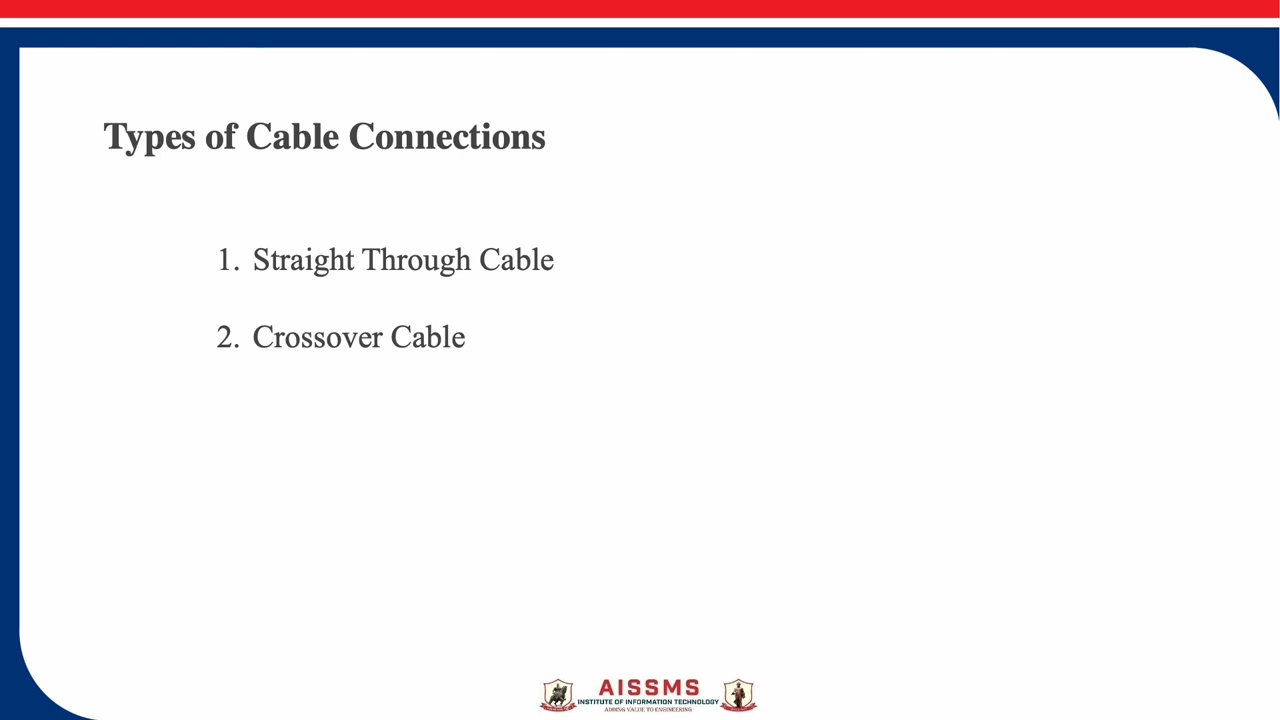 Types of Cable Connections
1. Straight Through Cable
2. Crossover Cable
AISSMS
INSTITUTE OF INFORMATION TECHNOLOGY
ADDING VALUE TO ENGINEERING